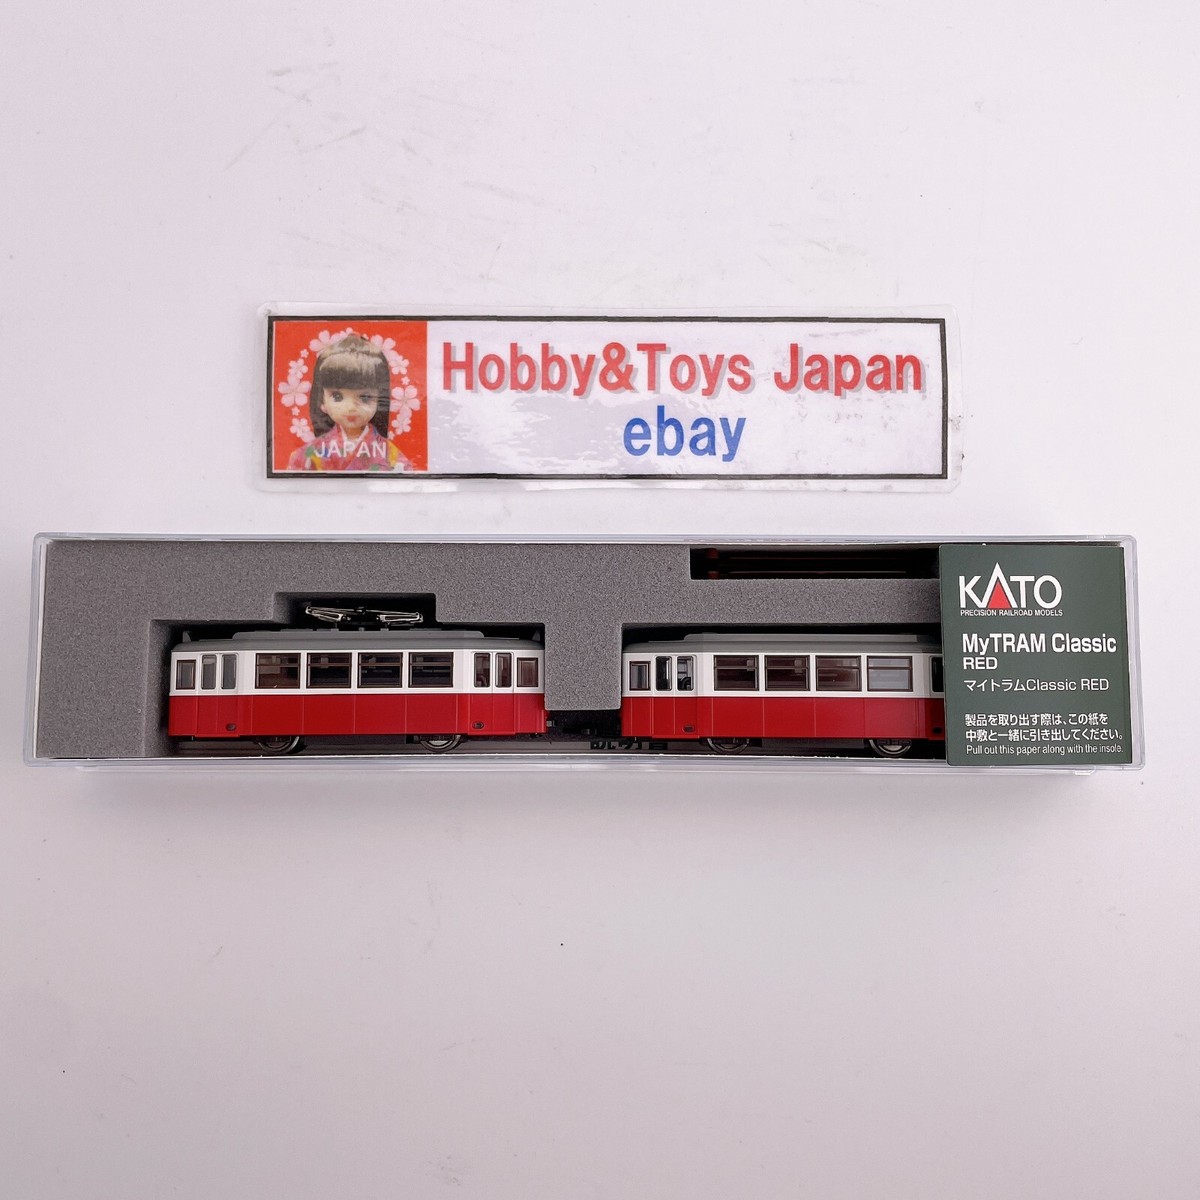 Hobby&Toys Japan
ebay
JAPAN
KATO
PRECISION RAILROAD MODELS
MyTRAM Classic
RED
マイトラムClassic RED
製品を取り出す際は、この紙を
中敷と一緒に引き出してください。
Pull out this paper along with the insole.